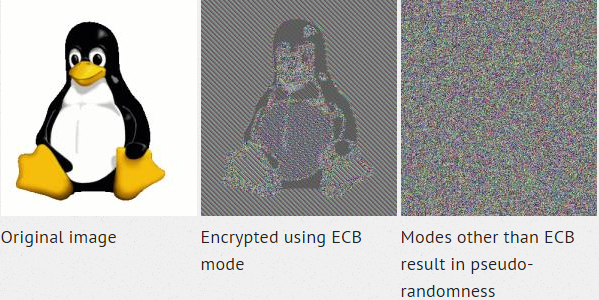 Original image
Encrypted using ECB
mode
Modes other than ECB
result in pseudo-
randomness